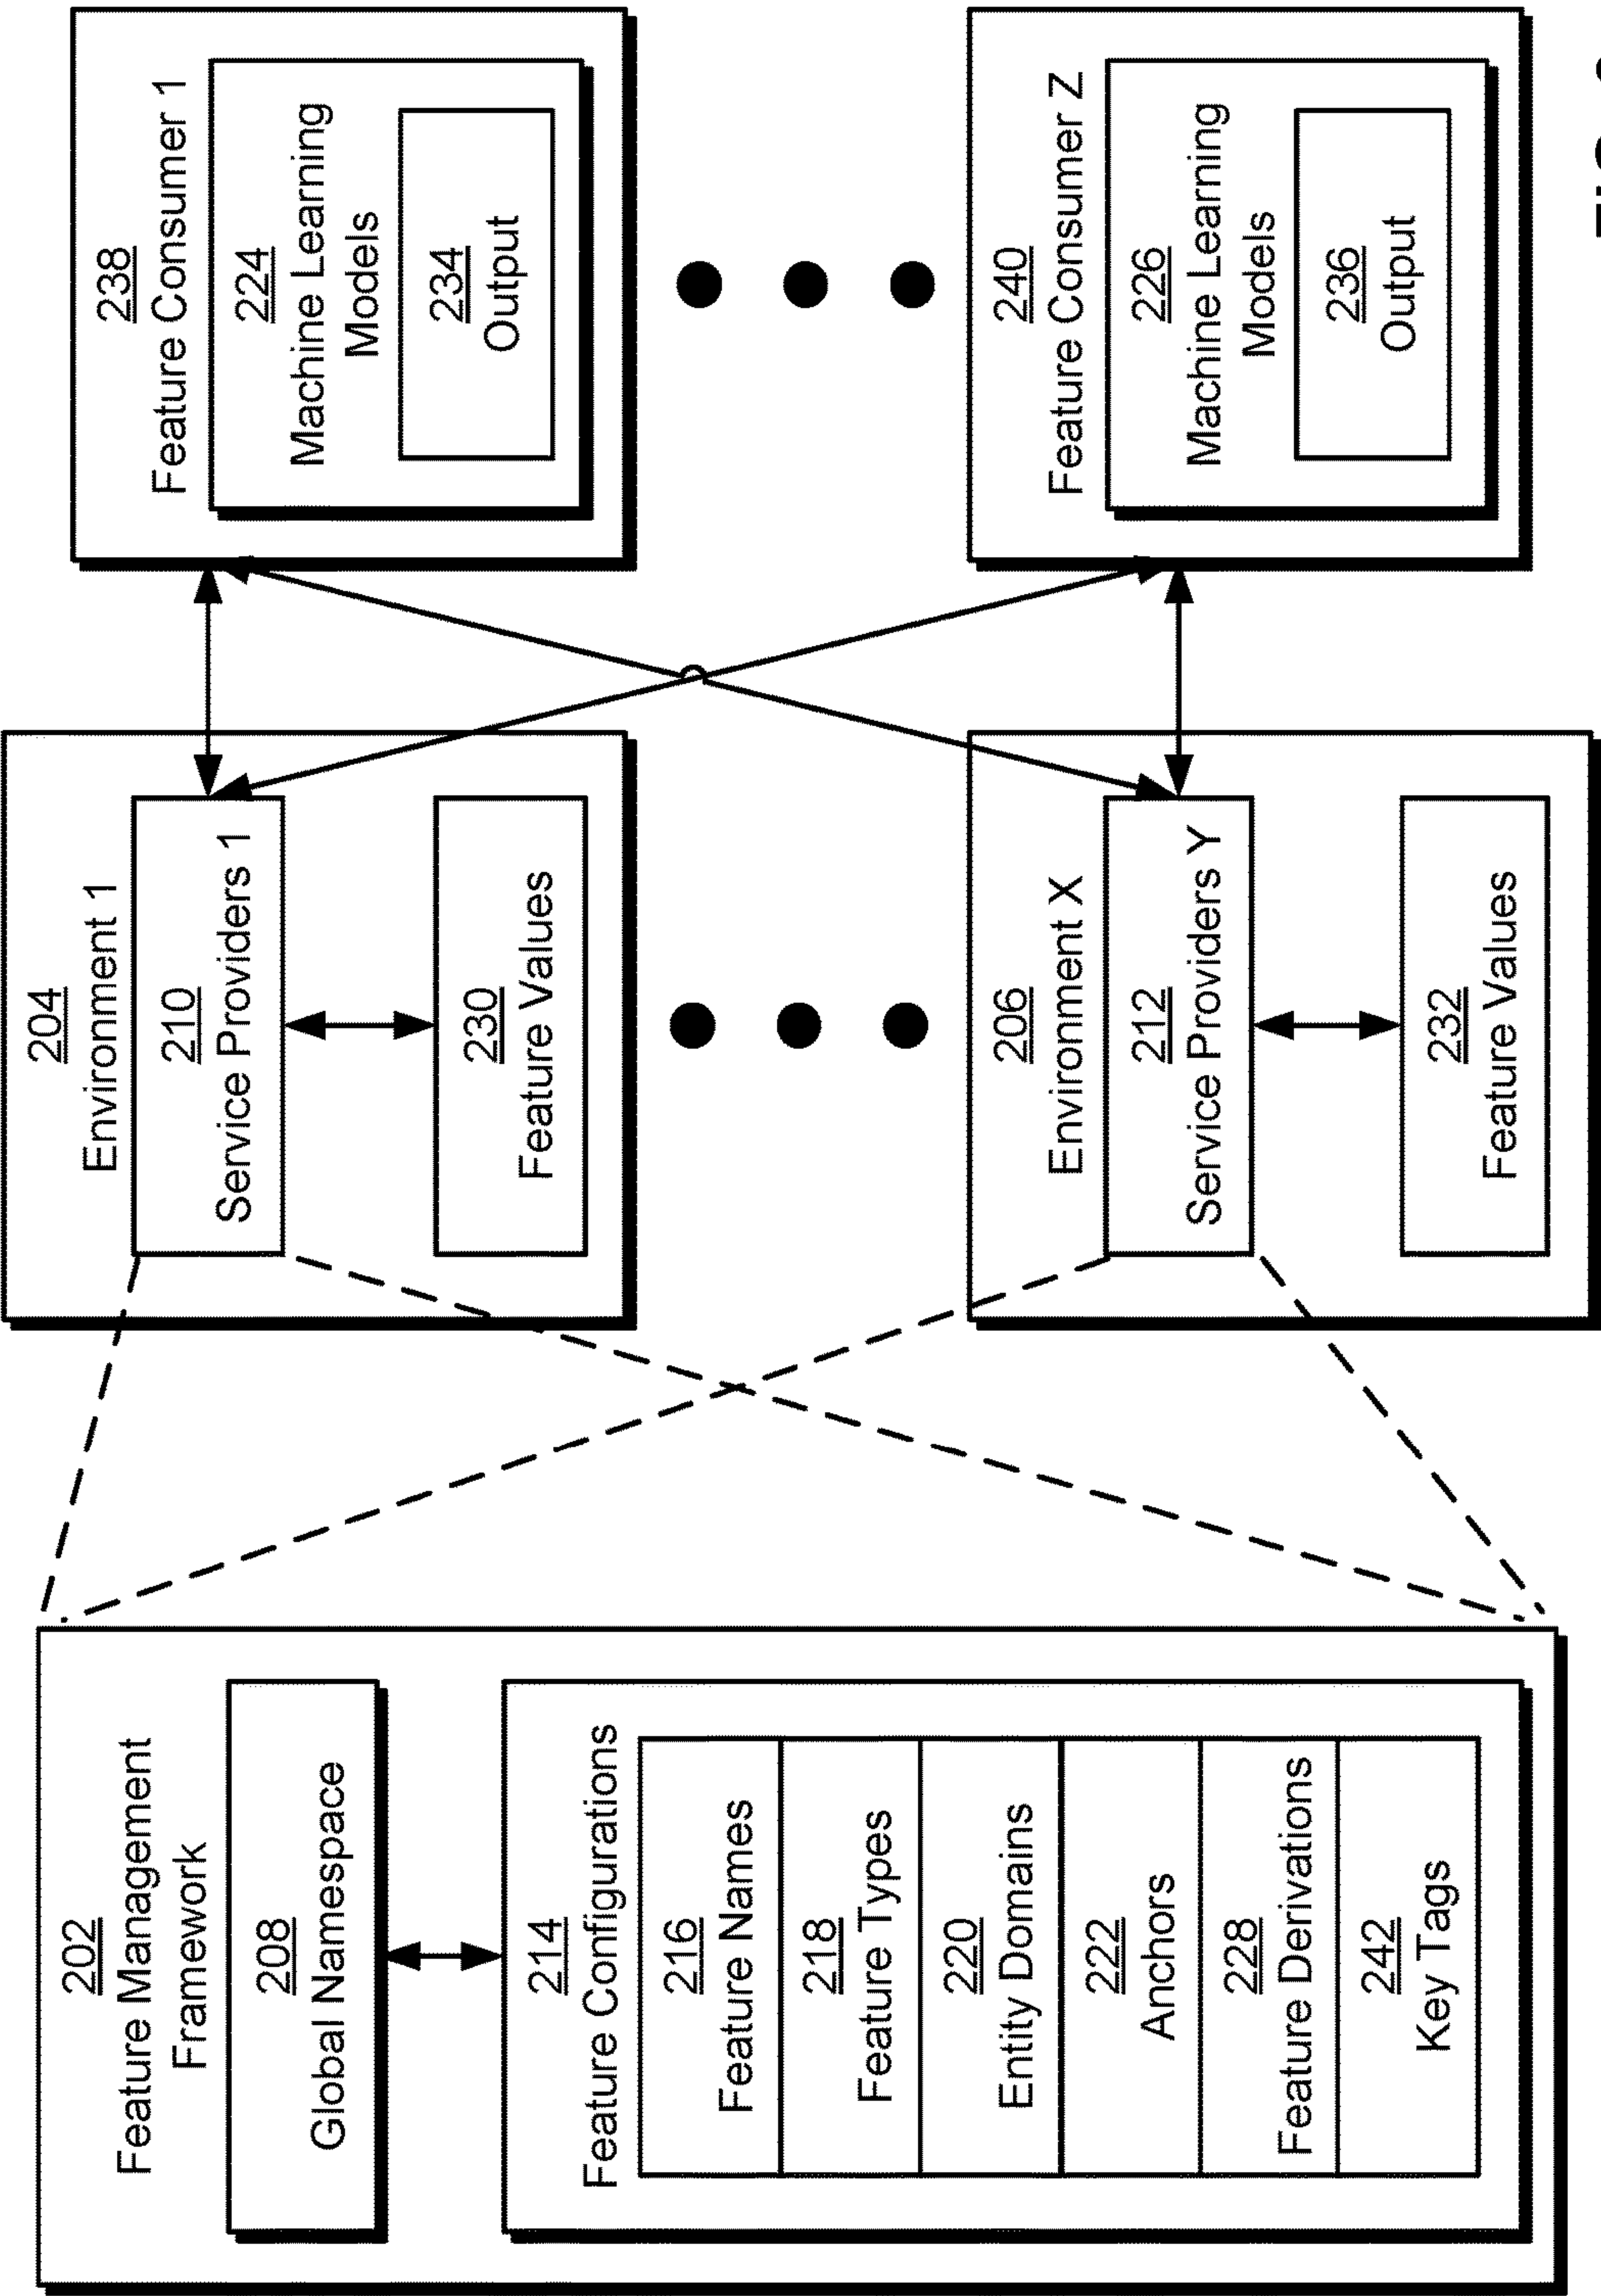 202
Feature Management
Framework
208
Global Namespace
214
Feature Configurations
216
Feature Names
218
Feature Types
220
Entity Domains
222
Anchors
228
Feature Derivations
242
Key Tags
204
Environment 1
210
Service Providers 1
230
Feature Values
206
Environment X
212
Service Providers Y
232
Feature Values
238
Feature Consumer 1
224
Machine Learning
Models
234
Output
240
Feature Consumer Z
226
Machine Learning
Models
236
Output